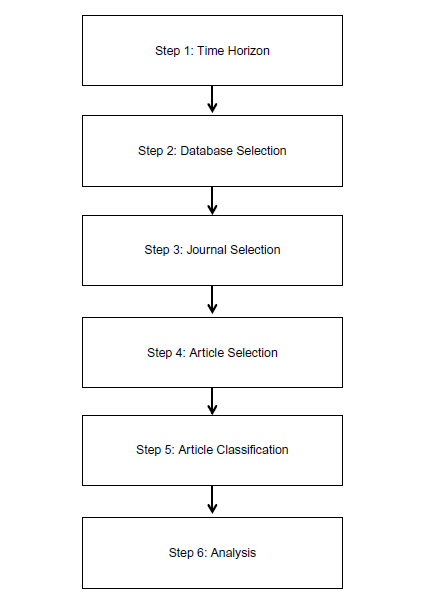 Step 1: Time Horizon
Step 2: Database Selection
Step 3: Journal Selection
Step 4: Article Selection
Step 5: Article Classification
Step 6: Analysis